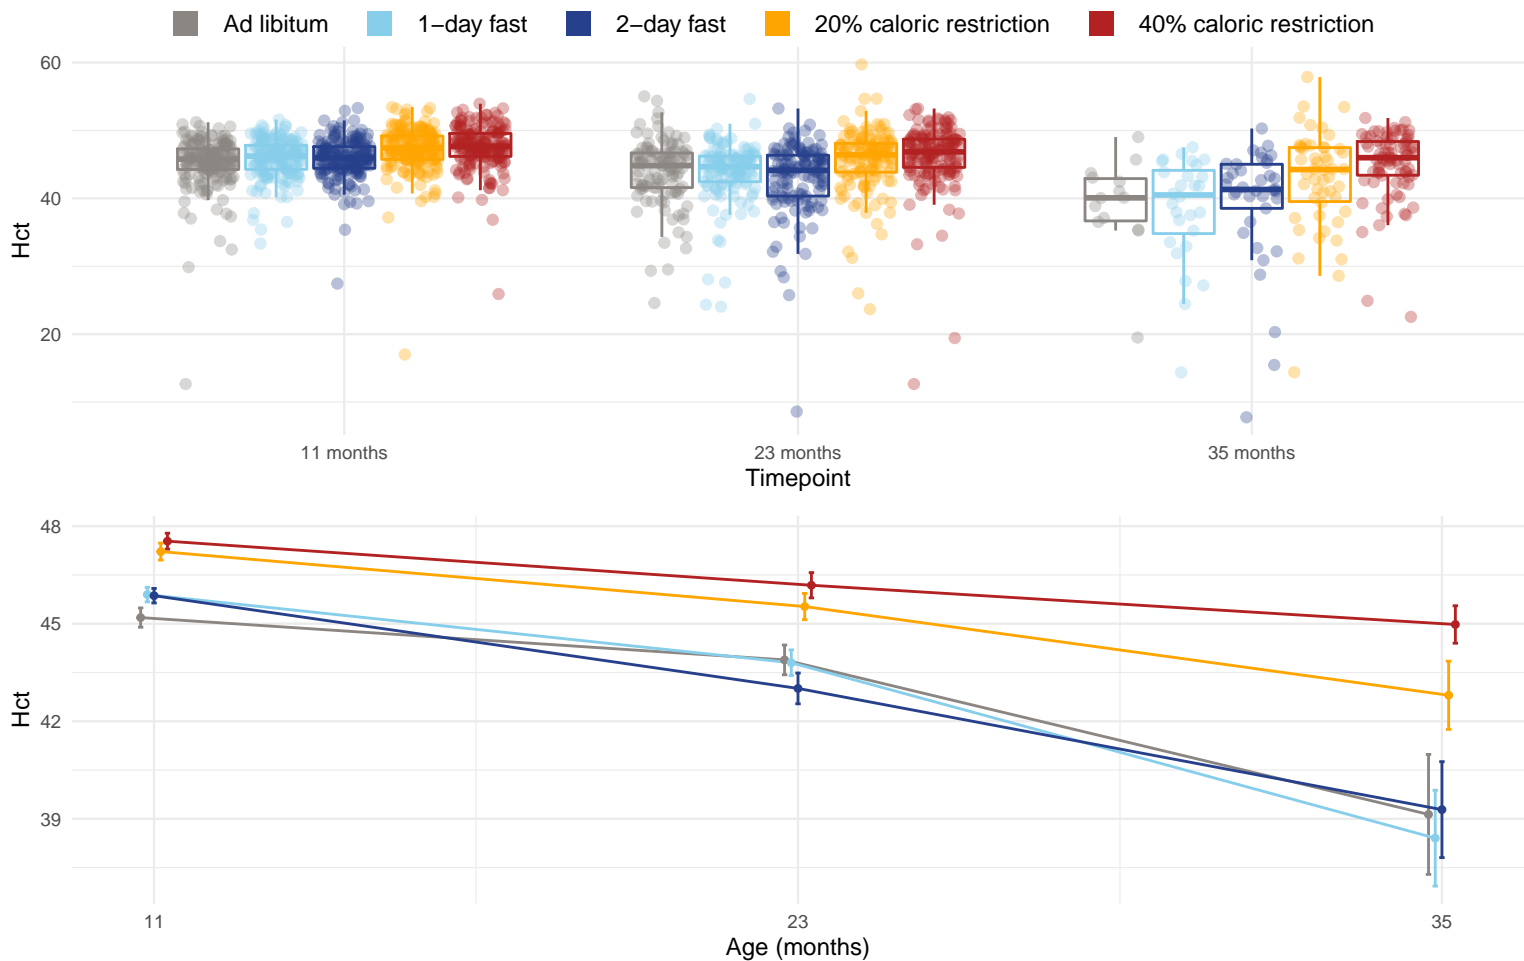 Ad libitum 1−day fast 2−day fast 20% caloric restriction 40% caloric restriction
60
40
20
Hct
11 months 23 months 35 months
Timepoint
48
45
42
39
Hct
11 23 35
Age (months)